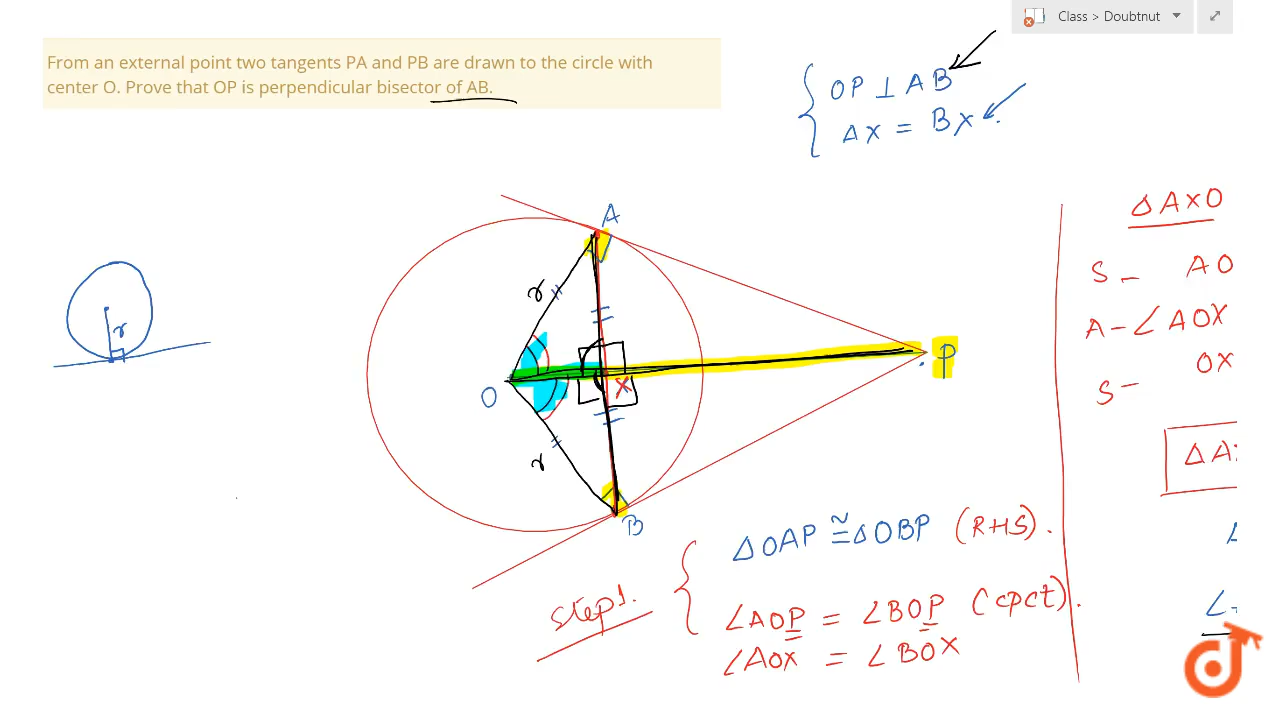 Class > Doubtnut
From an external point two tangents PA and PB are drawn to the circle with
center O. Prove that OP is perpendicular bisector of AB.
OP ⊥ AB
AX = BX
A
r
r
O
X
P
r
B
ΔOAP ≅ ΔOBP (RHS).
Step1.
∠AOP = ∠BOP (cpct).
∠AOX = ∠BOX
ΔAXO
S - AO
A - ∠AOX
OX
S -
ΔA